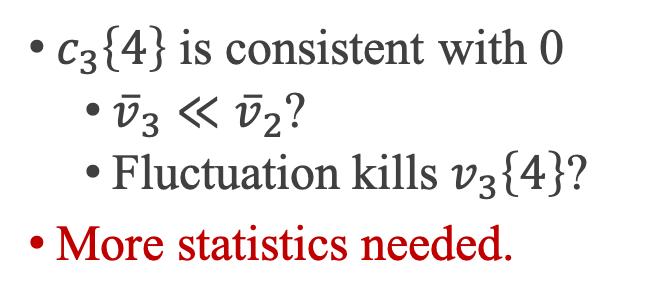 • c₃{4} is consistent with 0
• v̄₃ ≪ v̄₂?
• Fluctuation kills v₃{4}?
• More statistics needed.